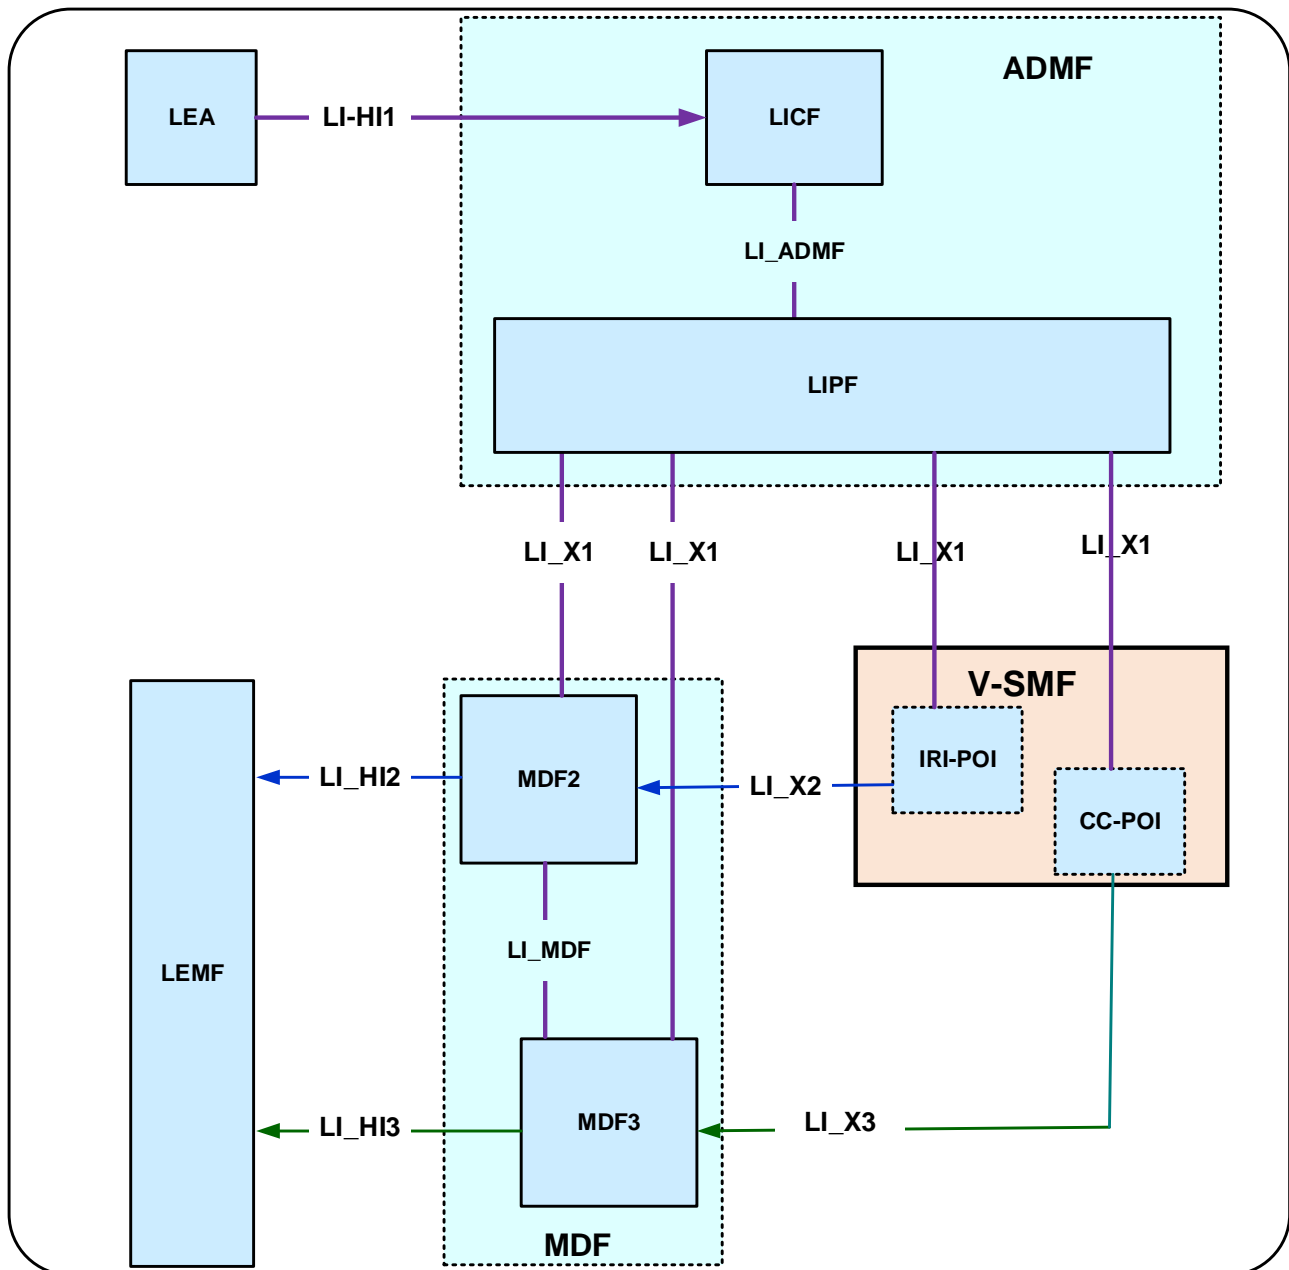 ADMF
LEA
LI-HI1
LICF
LI_ADMF
LIPF
LI_X1
LI_X1
LI_X1
LI_X1
V-SMF
IRI-POI
LI_HI2
MDF2
LI_X2
CC-POI
LI_MDF
LEMF
LI_HI3
MDF3
LI_X3
MDF